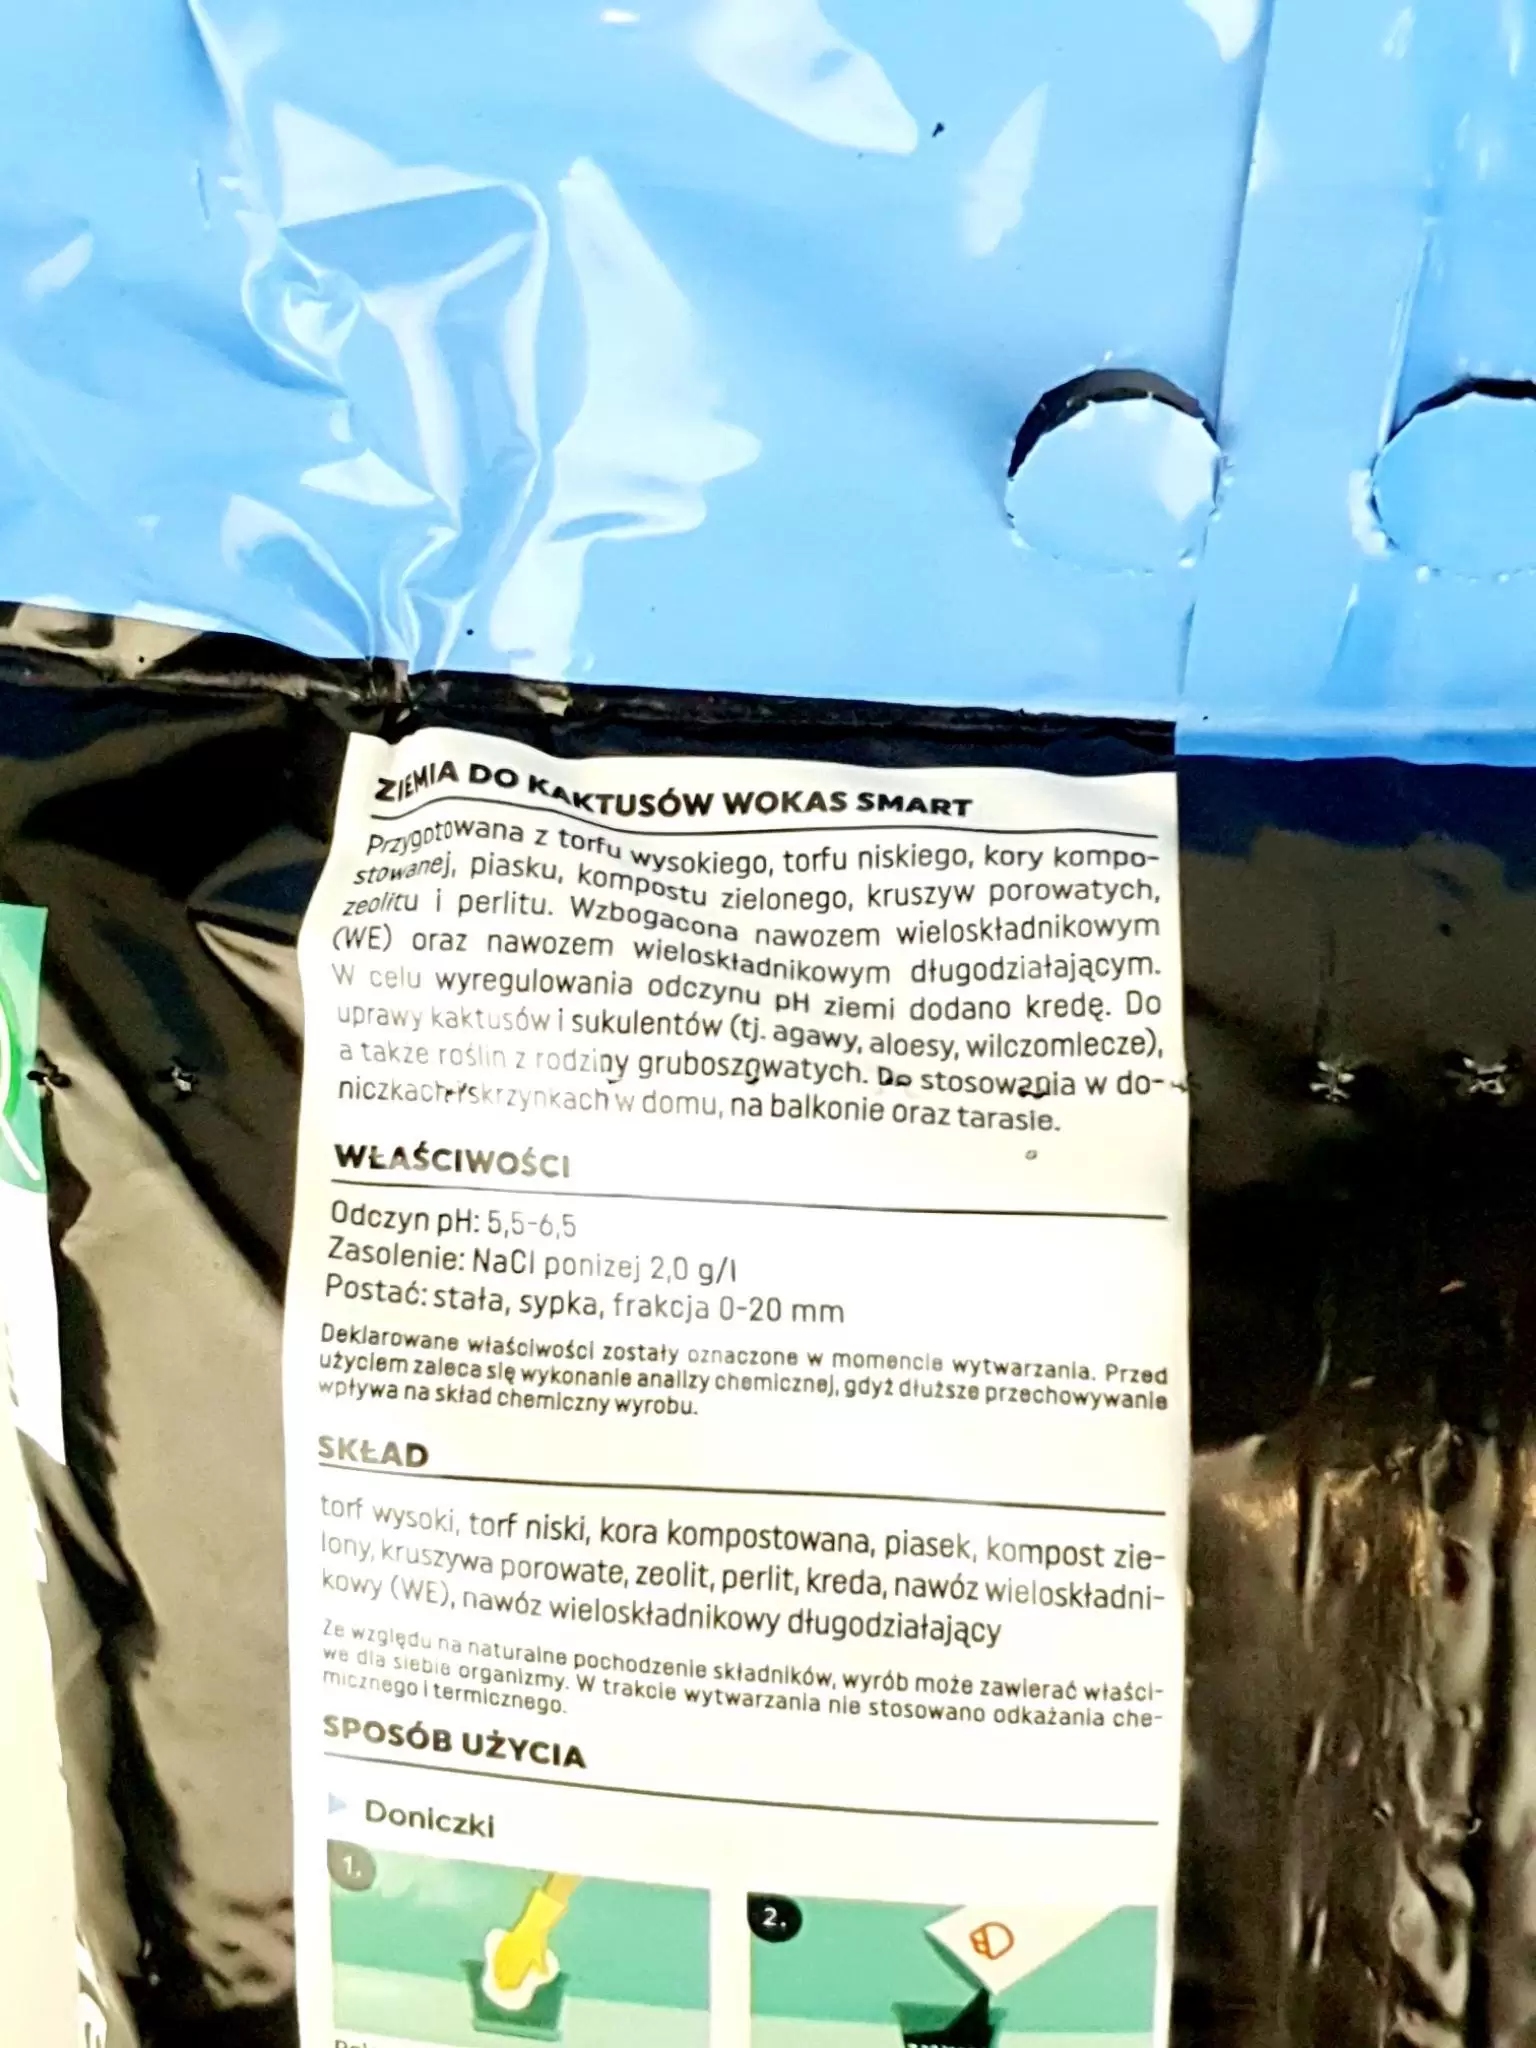 ZIEMIA DO KAKTUSÓW WOKAS SMART
Przygotowana z torfu wysokiego, torfu niskiego, kory kompo-
stowanej, piasku, kompostu zielonego, kruszyw porowatych,
zeolitu i perlitu. Wzbogacona nawozem wieloskładnikowym
(WE) oraz nawozem wieloskładnikowym długodziałającym.
W celu wyregulowania odczynu pH ziemi dodano kredę. Do
uprawy kaktusów i sukulentów (tj. agawy, aloesy, wilczomlecze),
a także roślin z rodziny gruboszowatych. Do stosowania w do-
niczkach i skrzynkach w domu, na balkonie oraz tarasie.
WŁAŚCIWOŚCI
Odczyn pH: 5,5-6,5
Zasolenie: NaCl poniżej 2,0 g/l
Postać: stała, sypka, frakcja 0-20 mm
Deklarowane właściwości zostały oznaczone w momencie wytwarzania. Przed
użyciem zaleca się wykonanie analizy chemicznej, gdyż dłuższe przechowywanie
wpływa na skład chemiczny wyrobu.
SKŁAD
torf wysoki, torf niski, kora kompostowana, piasek, kompost zie-
lony, kruszywa porowate, zeolit, perlit, kreda, nawóz wieloskładni-
kowy (WE), nawóz wieloskładnikowy długodziałający
Ze względu na naturalne pochodzenie składników, wyrób może zawierać właści-
we dla siebie organizmy. W trakcie wytwarzania nie stosowano odkażania che-
micznego i termicznego.
SPOSÓB UŻYCIA
Doniczki
1.
2.